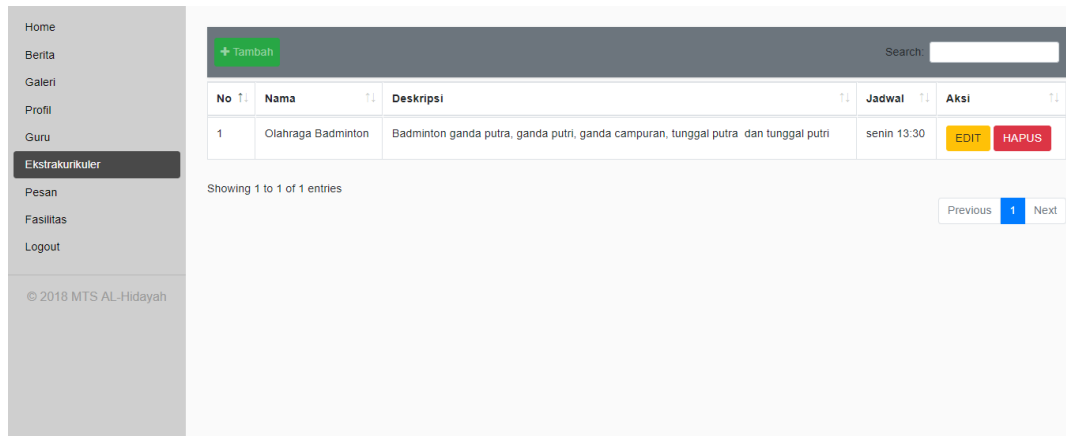 Home
Berita
Galeri
Profil
Guru
Ekstrakurikuler
Pesan
Fasilitas
Logout
© 2018 MTS AL-Hidayah
+ Tambah
Search:
No Nama Deskripsi Jadwal Aksi
1 Olahraga Badminton Badminton ganda putra, ganda putri, ganda campuran, tunggal putra dan tunggal putri senin 13:30 EDIT HAPUS
Showing 1 to 1 of 1 entries
Previous 1 Next